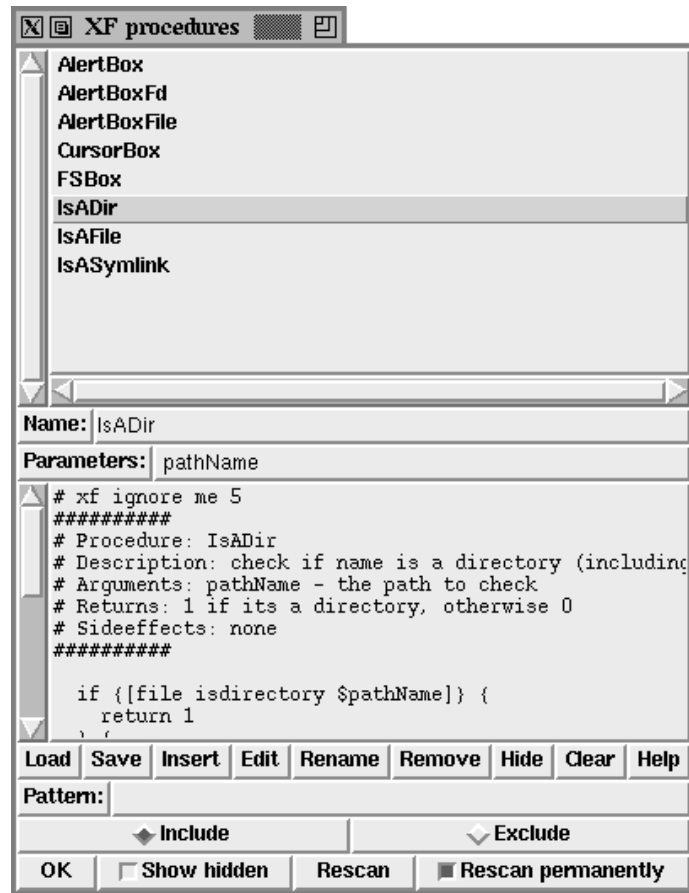 XF procedures
AlertBox
AlertBoxFd
AlertBoxFile
CursorBox
FSBox
IsADir
IsAFile
IsASymlink
Name: IsADir
Parameters: pathName
# xf ignore me 5
##########
# Procedure: IsADir
# Description: check if name is a directory (including
# Arguments: pathName - the path to check
# Returns: 1 if its a directory, otherwise 0
# Sideeffects: none
##########
if {[file isdirectory $pathName]} {
return 1
Load Save Insert Edit Rename Remove Hide Clear Help
Pattern:
Include Exclude
OK Show hidden Rescan Rescan permanently